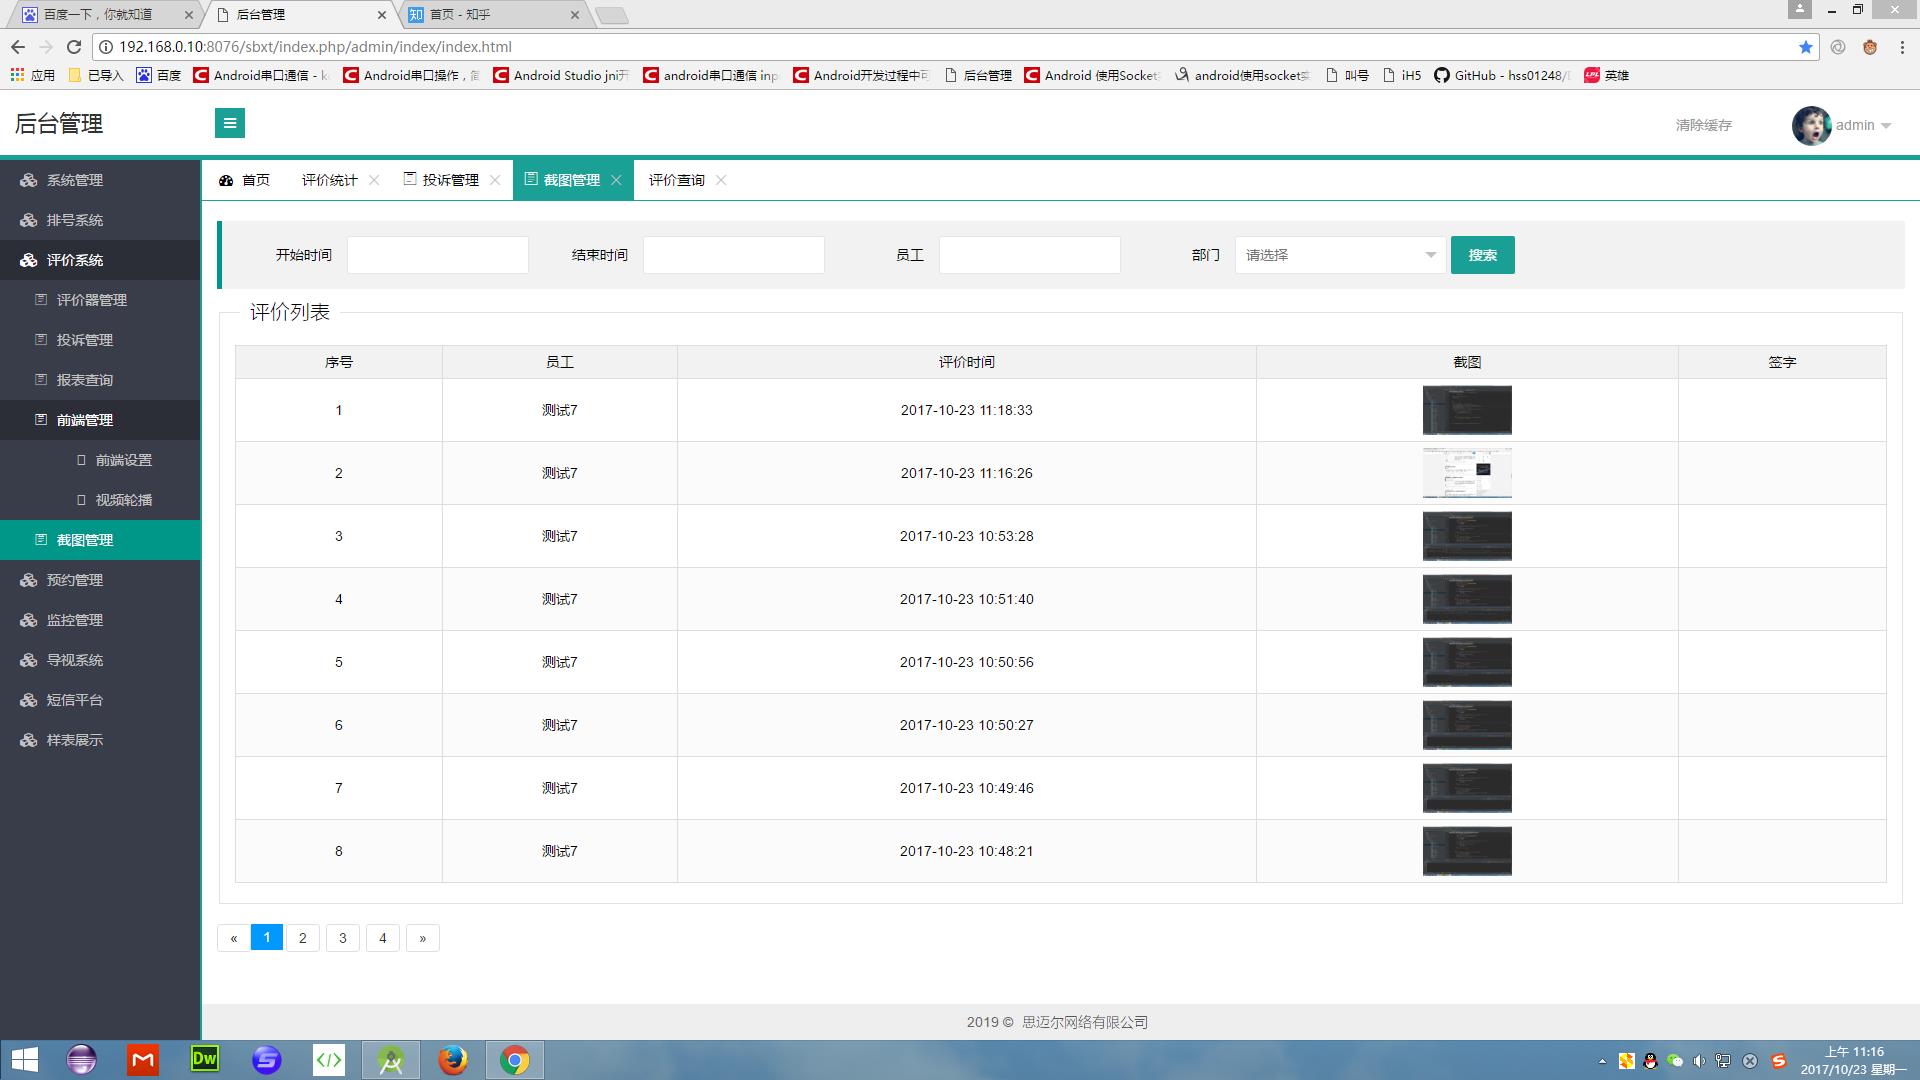 百度一下，你就知道
后台管理
首页 - 知乎
192.168.0.10:8076/sbxt/index.php/admin/index/index.html
应用
已导入
百度
Android串口通信 - k
Android串口操作，
Android Studio jni开
android串口通信 inp
Android开发过程中
后台管理
Android 使用Socket
android使用socket
叫号
iH5
GitHub - hss01248/
英雄
后台管理
清除缓存
admin
系统管理
排号系统
评价系统
评价器管理
投诉管理
报表查询
前端管理
前端设置
视频轮播
截图管理
预约管理
监控管理
导视系统
短信平台
样表展示
首页
评价统计
投诉管理
截图管理
评价查询
开始时间
结束时间
员工
部门
请选择
搜索
评价列表
序号 员工 评价时间 截图 签字
1 测试7 2017-10-23 11:18:33
2 测试7 2017-10-23 11:16:26
3 测试7 2017-10-23 10:53:28
4 测试7 2017-10-23 10:51:40
5 测试7 2017-10-23 10:50:56
6 测试7 2017-10-23 10:50:27
7 测试7 2017-10-23 10:49:46
8 测试7 2017-10-23 10:48:21
« 1 2 3 4 »
2019 © 思迈尔网络有限公司
Dw
上午 11:16
2017/10/23 星期一